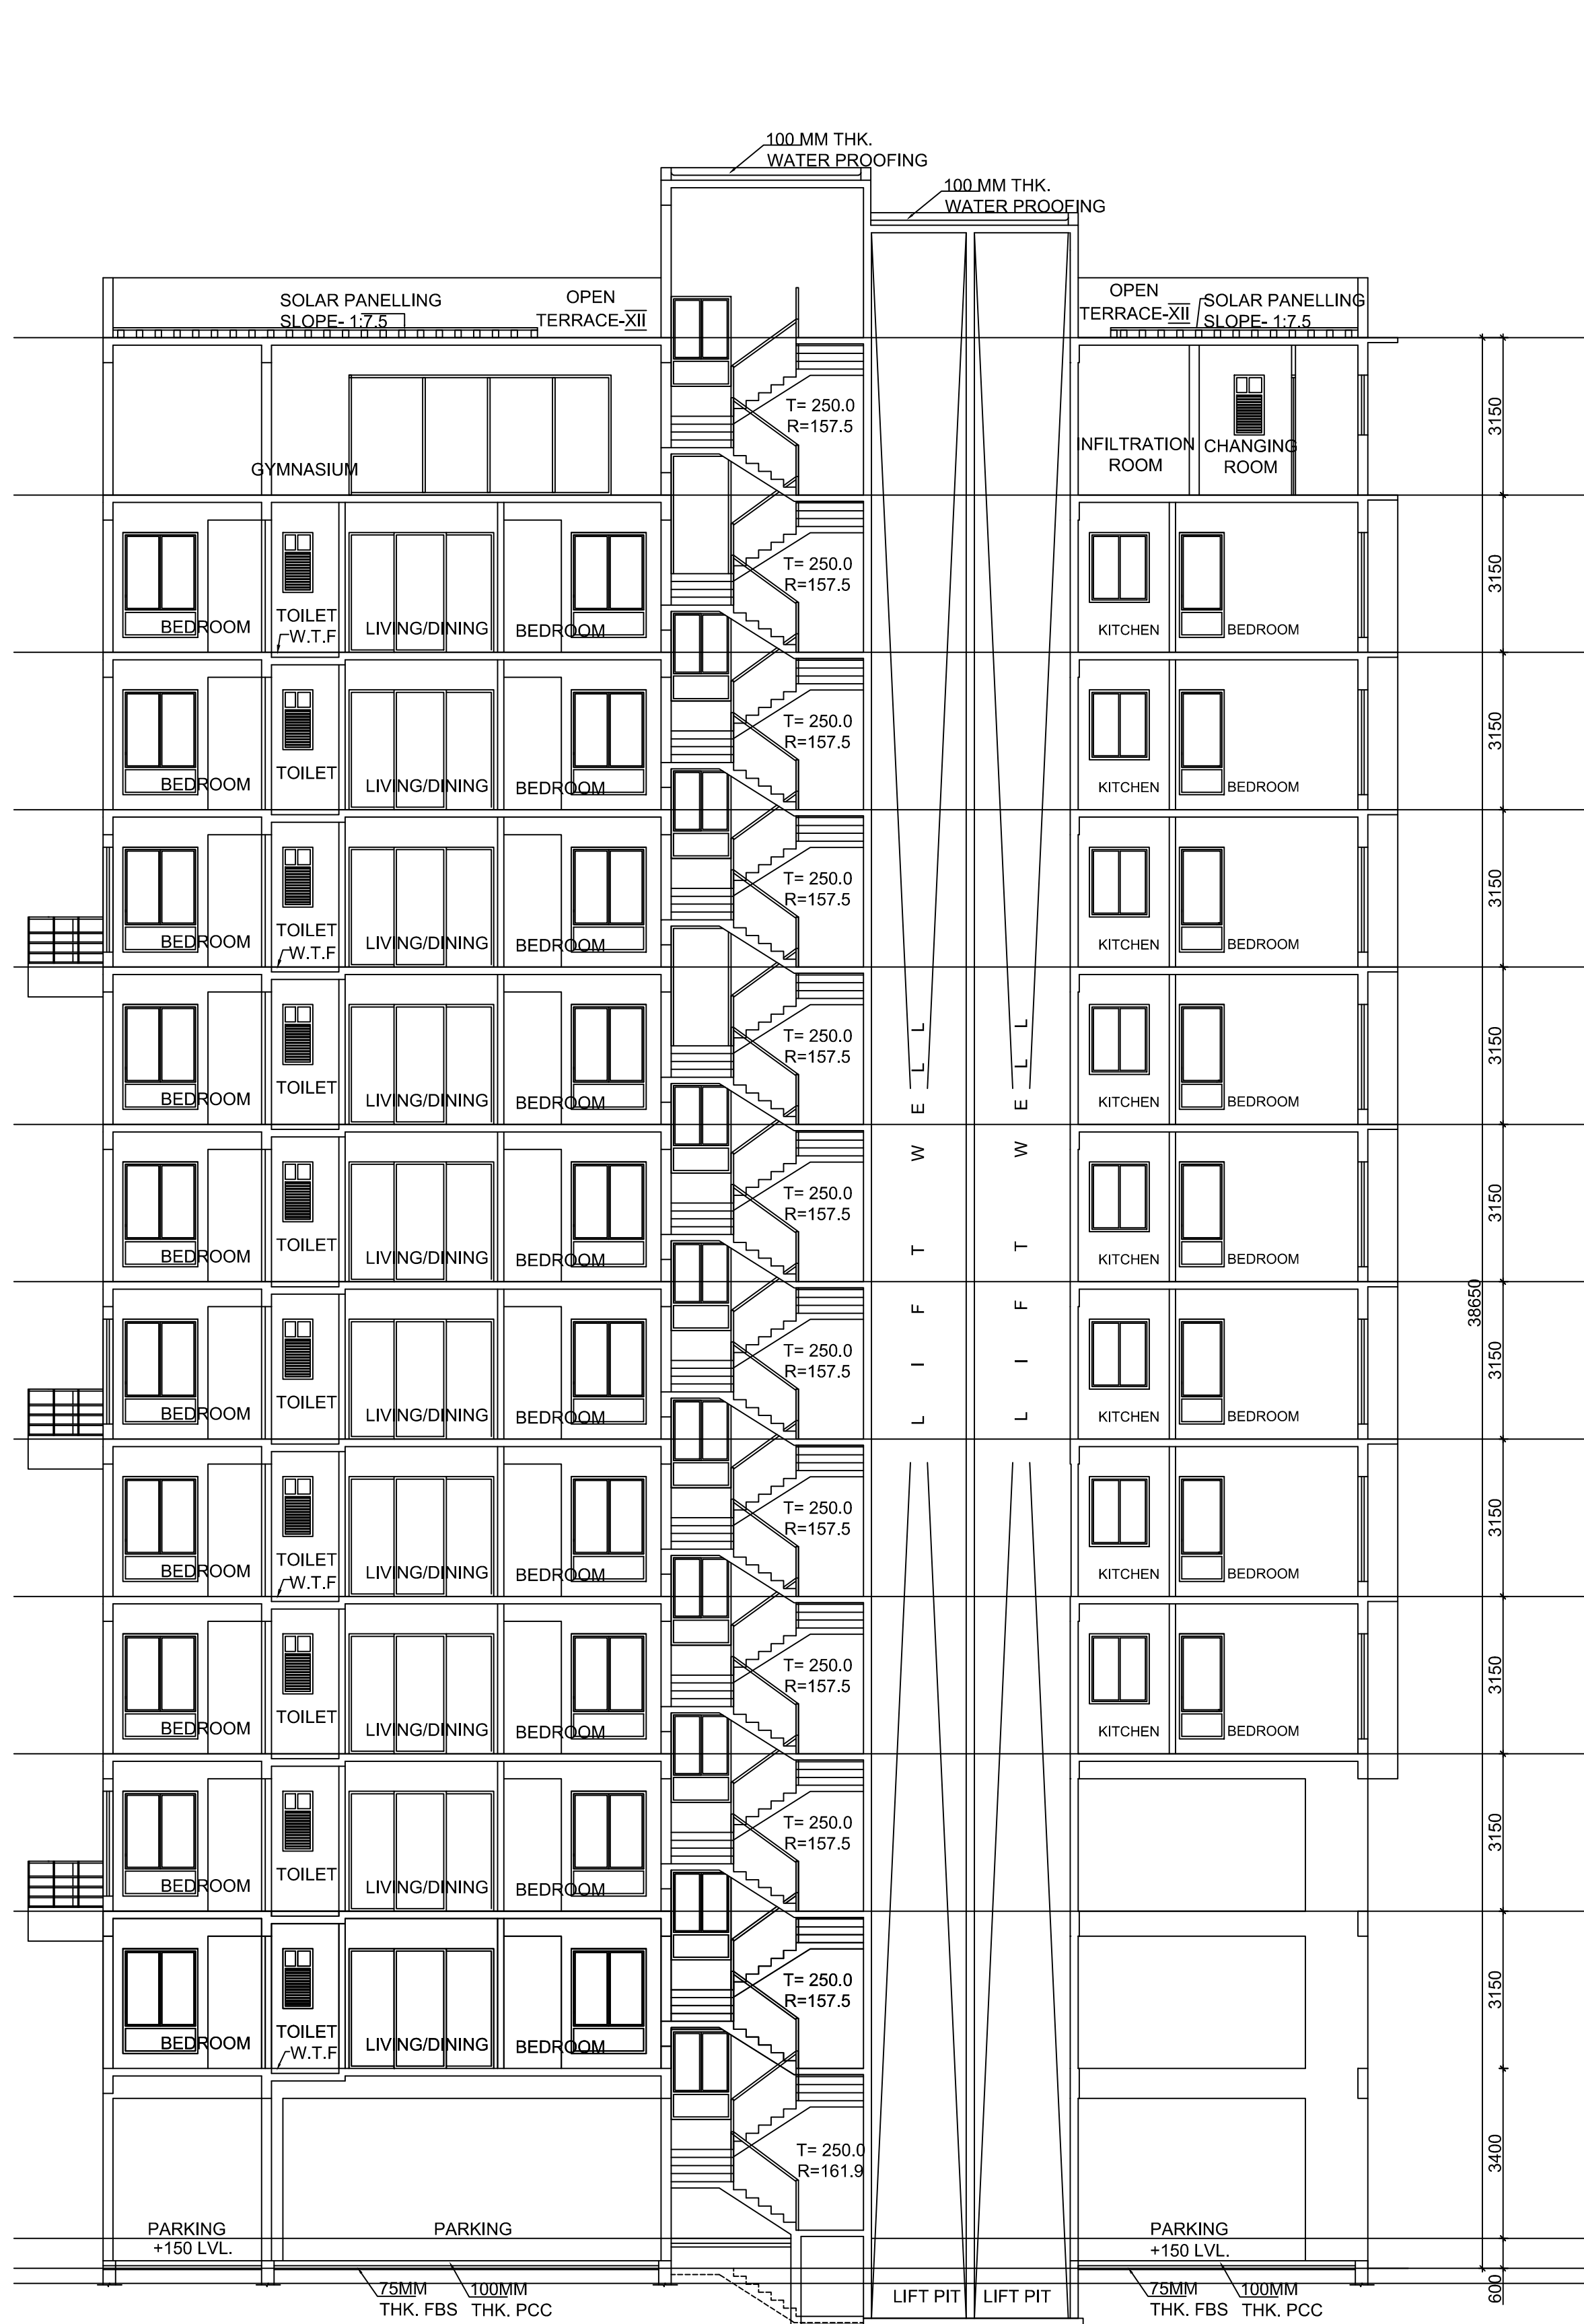 100 MM THK.
WATER PROOFING
100 MM THK.
WATER PROOFING
SOLAR PANELLING
SLOPE- 1:7.5
OPEN
TERRACE-XII
OPEN
TERRACE-XII
SOLAR PANELLING
SLOPE- 1:7.5
GYMNASIUM
T= 250.0
R=157.5
INFILTRATION
ROOM
CHANGING
ROOM
3150
BEDROOM
TOILET
W.T.F
LIVING/DINING
BEDROOM
T= 250.0
R=157.5
KITCHEN
BEDROOM
3150
BEDROOM
TOILET
LIVING/DINING
BEDROOM
T= 250.0
R=157.5
KITCHEN
BEDROOM
3150
BEDROOM
TOILET
W.T.F
LIVING/DINING
BEDROOM
T= 250.0
R=157.5
KITCHEN
BEDROOM
3150
BEDROOM
TOILET
LIVING/DINING
BEDROOM
T= 250.0
R=157.5
KITCHEN
BEDROOM
3150
LIFT WELL
LIFT WELL
BEDROOM
TOILET
LIVING/DINING
BEDROOM
T= 250.0
R=157.5
KITCHEN
BEDROOM
3150
38650
BEDROOM
TOILET
LIVING/DINING
BEDROOM
T= 250.0
R=157.5
KITCHEN
BEDROOM
3150
BEDROOM
TOILET
W.T.F
LIVING/DINING
BEDROOM
T= 250.0
R=157.5
KITCHEN
BEDROOM
3150
BEDROOM
TOILET
LIVING/DINING
BEDROOM
T= 250.0
R=157.5
KITCHEN
BEDROOM
3150
BEDROOM
TOILET
LIVING/DINING
BEDROOM
T= 250.0
R=157.5
3150
BEDROOM
TOILET
W.T.F
LIVING/DINING
BEDROOM
T= 250.0
R=157.5
3150
T= 250.0
R=161.9
3400
PARKING
+150 LVL.
PARKING
PARKING
+150 LVL.
75MM
THK. FBS
100MM
THK. PCC
LIFT PIT
LIFT PIT
75MM
THK. FBS
100MM
THK. PCC
600